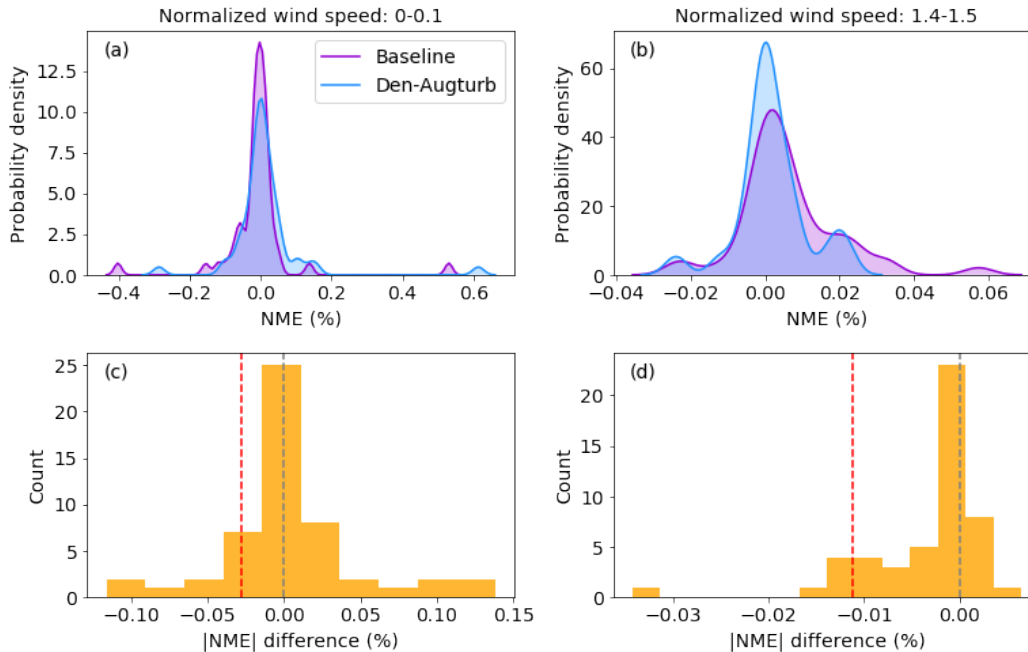 Normalized wind speed: 0-0.1
(a)
Baseline
Den-Augturb
Probability density
12.5
10.0
7.5
5.0
2.5
0.0
−0.4 −0.2 0.0 0.2 0.4 0.6
NME (%)
Normalized wind speed: 1.4-1.5
(b)
Probability density
60
40
20
0
−0.04 −0.02 0.00 0.02 0.04 0.06
NME (%)
(c)
Count
25
20
15
10
5
0
−0.10 −0.05 0.00 0.05 0.10 0.15
|NME| difference (%)
(d)
Count
20
15
10
5
0
−0.03 −0.02 −0.01 0.00
|NME| difference (%)